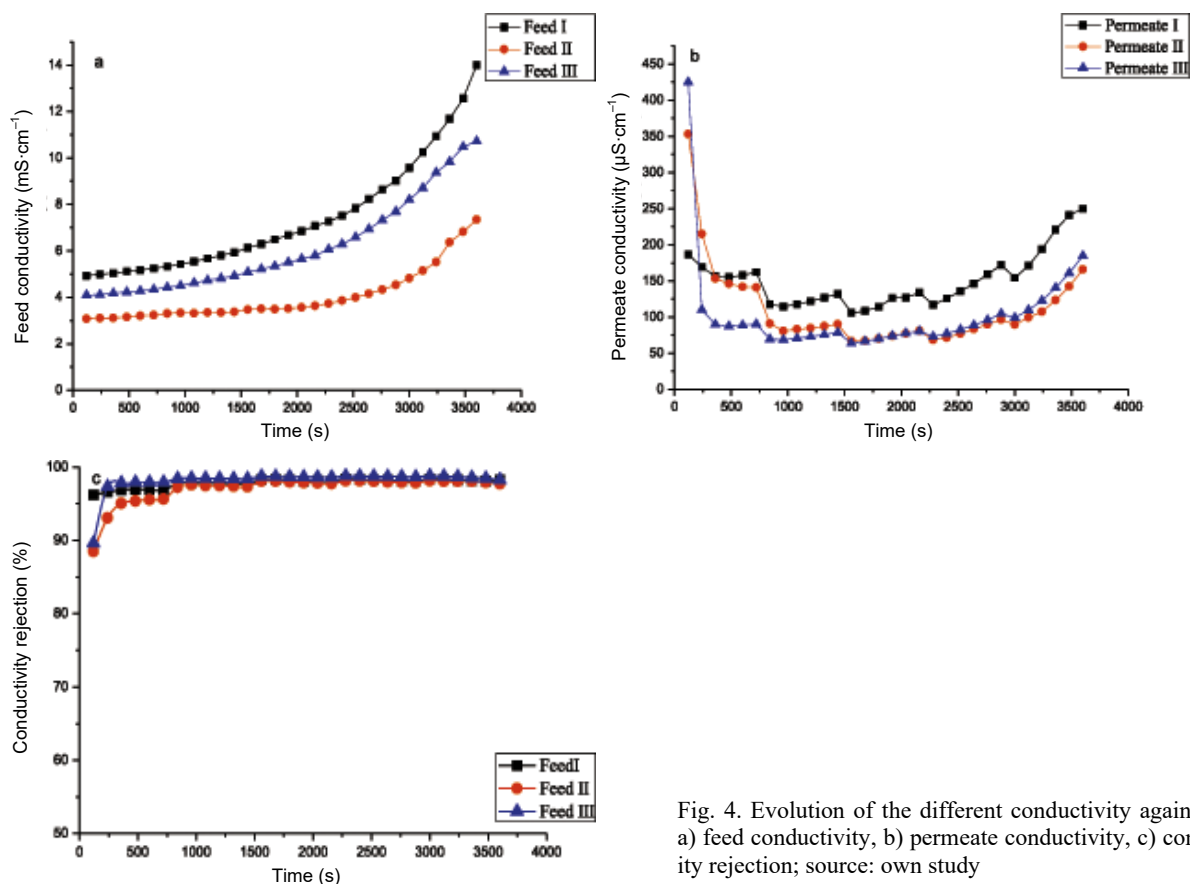 a
Feed I
Feed II
Feed III
Feed conductivity (mS·cm⁻¹)
14
12
10
8
6
4
2
0
0 500 1000 1500 2000 2500 3000 3500 4000
Time (s)
b
Permeate I
Permeate II
Permeate III
Permeate conductivity (µS·cm⁻¹)
450
400
350
300
250
200
150
100
50
0
0 500 1000 1500 2000 2500 3000 3500 4000
Time (s)
c
Conductivity rejection (%)
100
90
80
70
60
50
FeedI
Feed II
Feed III
0 500 1000 1500 2000 2500 3000 3500 4000
Time (s)
Fig. 4. Evolution of the different conductivity again
a) feed conductivity, b) permeate conductivity, c) con
ity rejection; source: own study